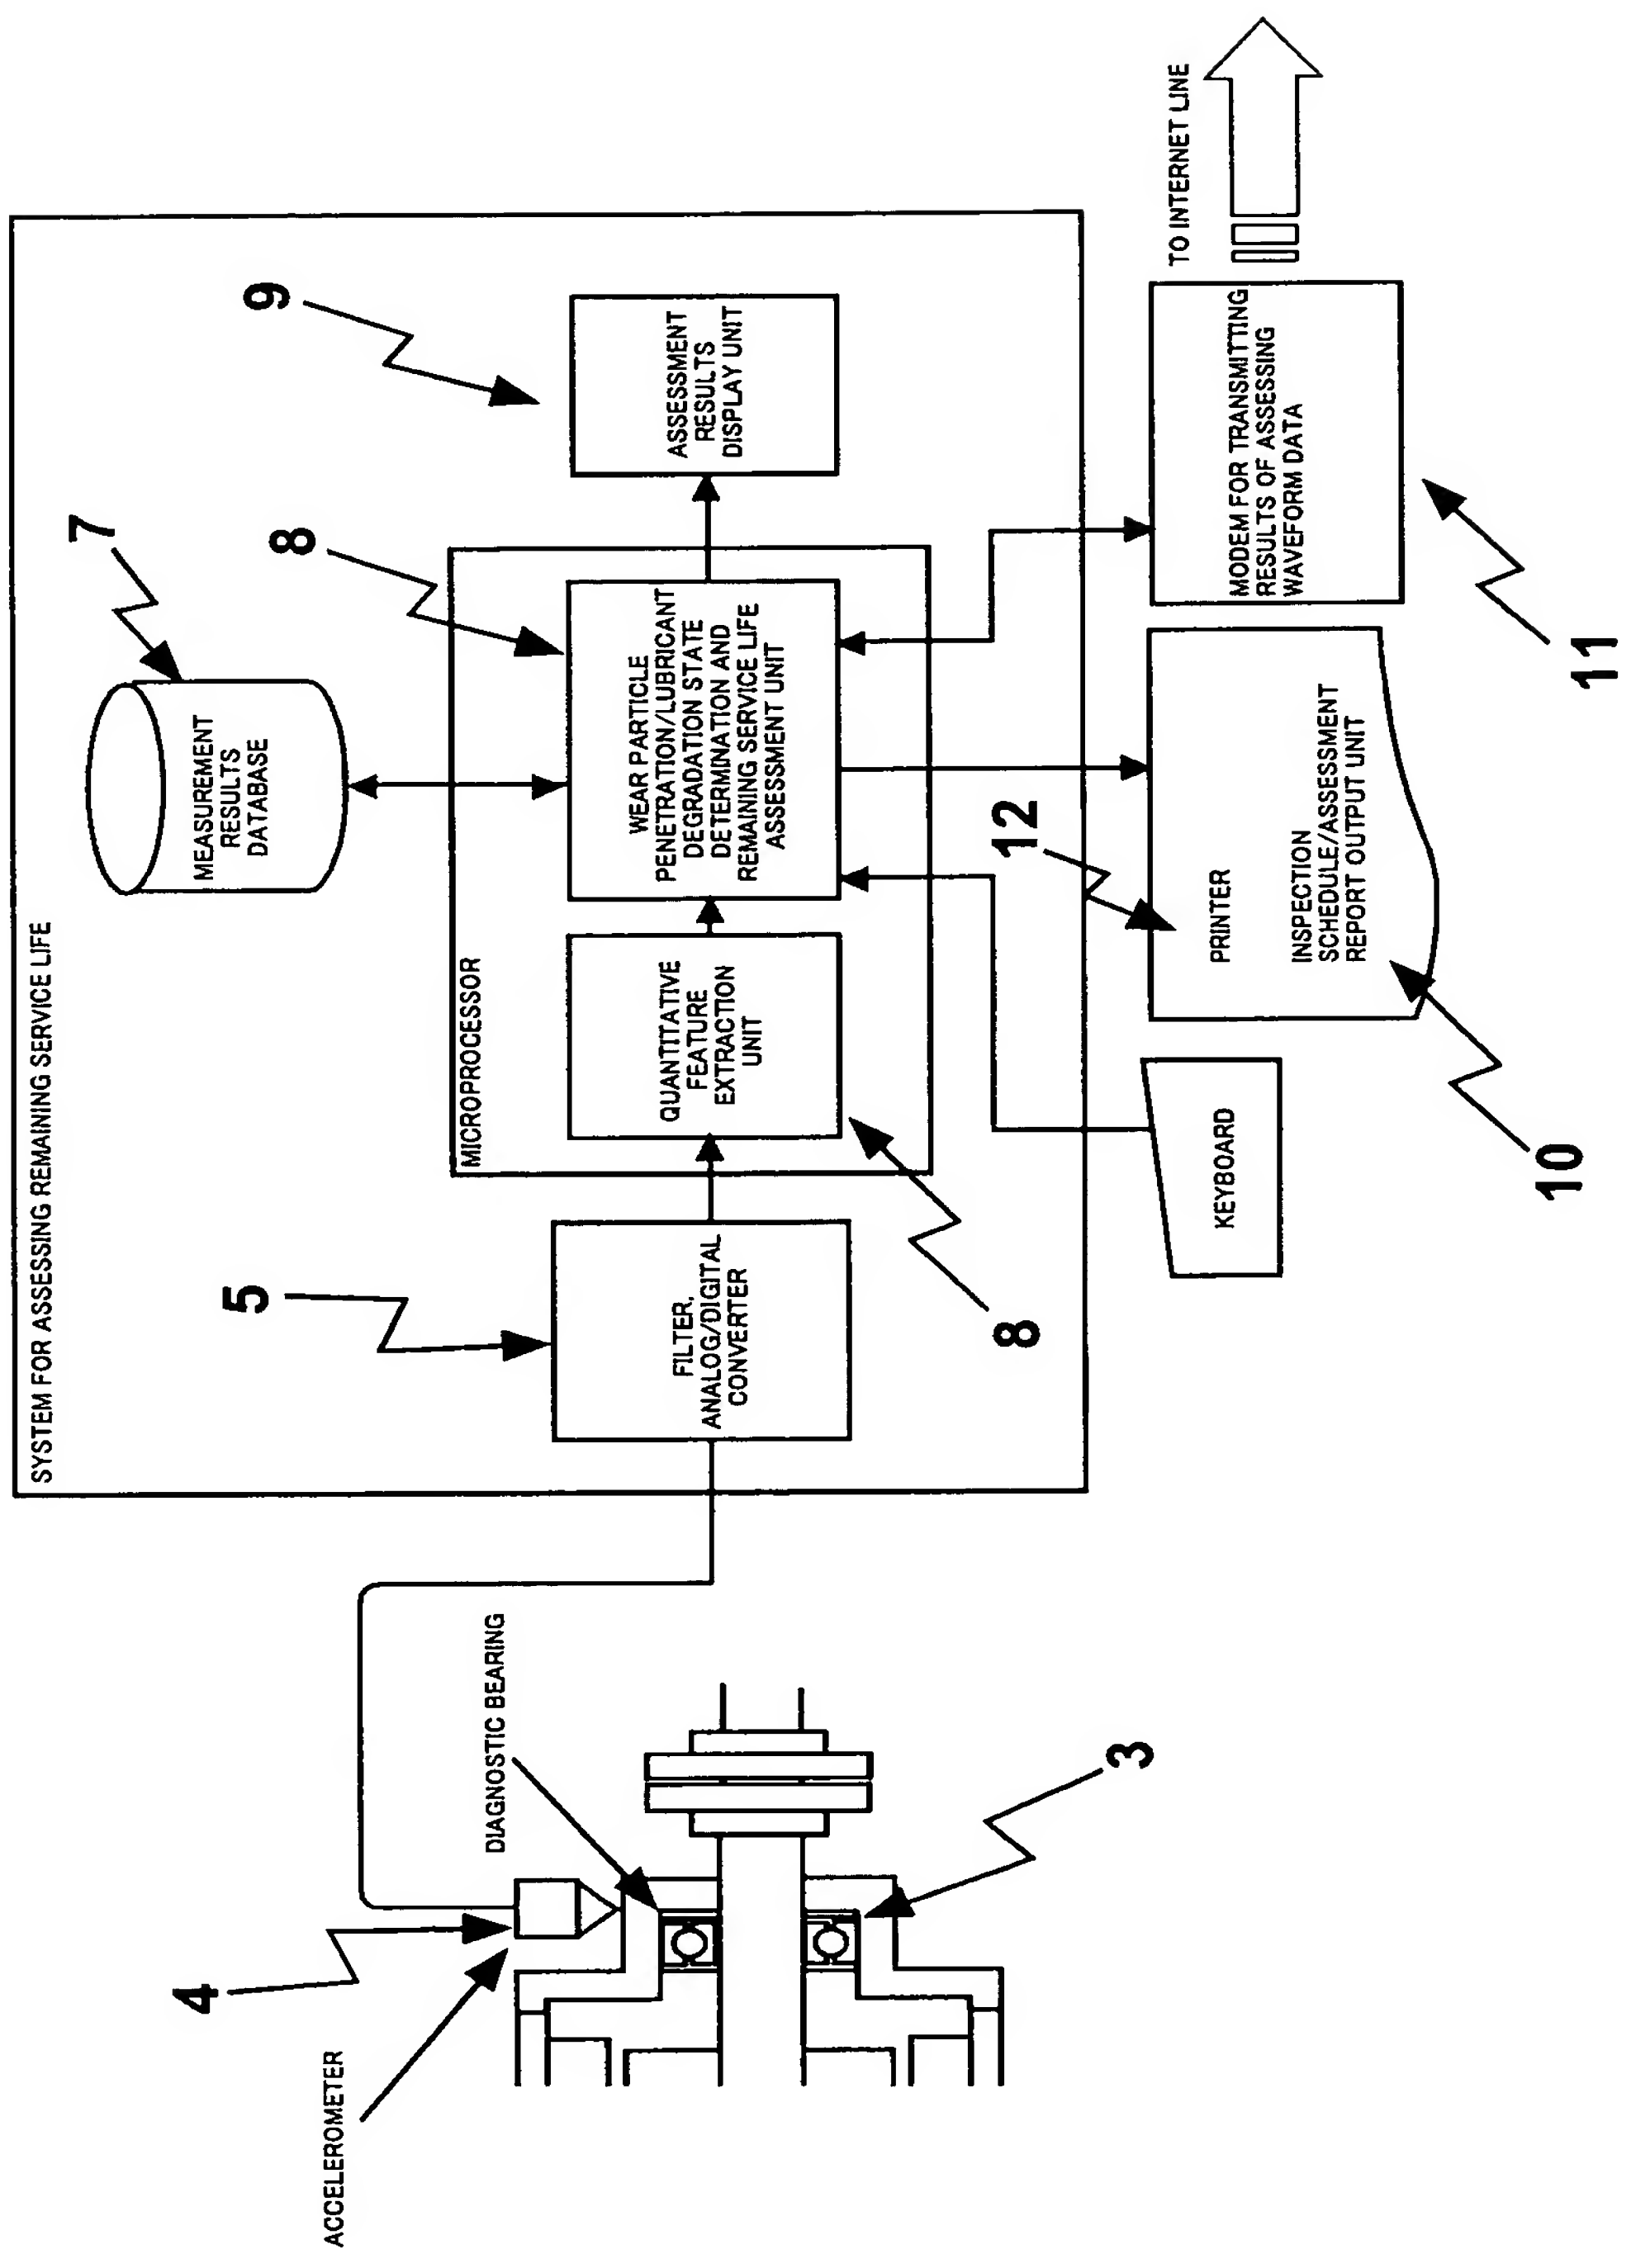 SYSTEM FOR ASSESSING REMAINING SERVICE LIFE
7
MEASUREMENT
RESULTS
DATABASE
5
8
9
MICROPROCESSOR
FILTER,
ANALOG/DIGITAL
CONVERTER
QUANTITATIVE
FEATURE
EXTRACTION
UNIT
WEAR PARTICLE
PENETRATION/LUBRICANT
DEGRADATION STATE
DETERMINATION AND
REMAINING SERVICE LIFE
ASSESSMENT UNIT
ASSESSMENT
RESULTS
DISPLAY UNIT
4
ACCELEROMETER
DIAGNOSTIC BEARING
3
8
12
KEYBOARD
PRINTER
INSPECTION
SCHEDULE/ASSESSMENT
REPORT OUTPUT UNIT
MODEM FOR TRANSMITTING
RESULTS OF ASSESSING
WAVEFORM DATA
TO INTERNET LINE
10
11